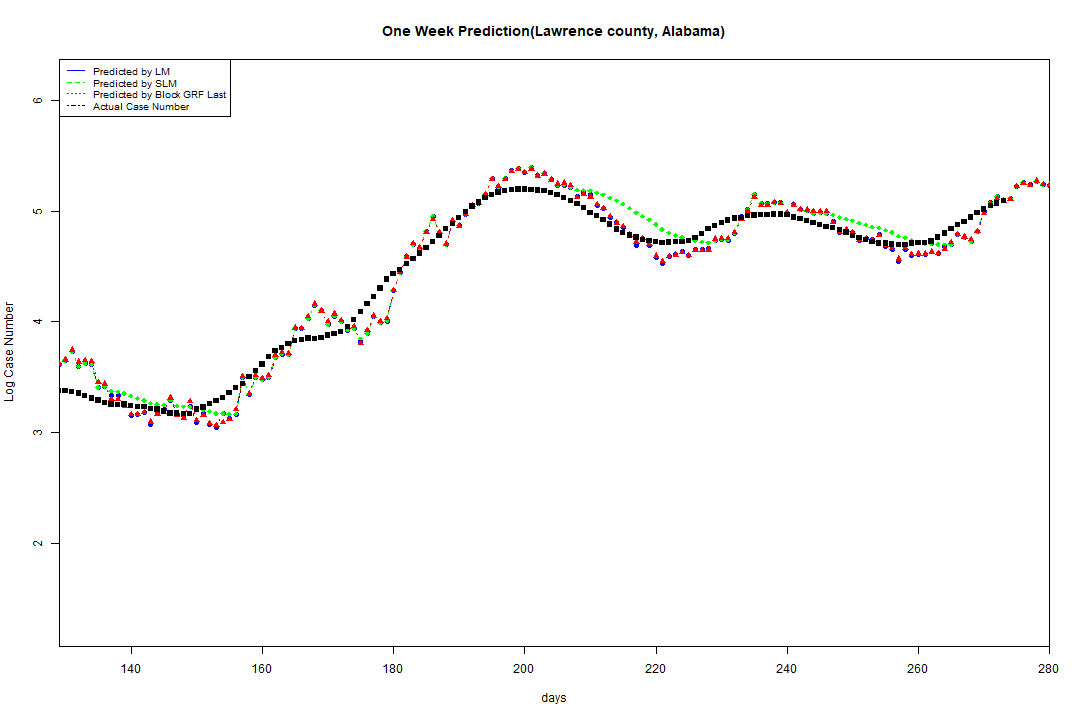 One Week Prediction(Lawrence county, Alabama)
Predicted by LM
Predicted by SLM
Predicted by Block GRF Last
Actual Case Number
6
5
4
3
2
Log Case Number
140 160 180 200 220 240 260 280
days